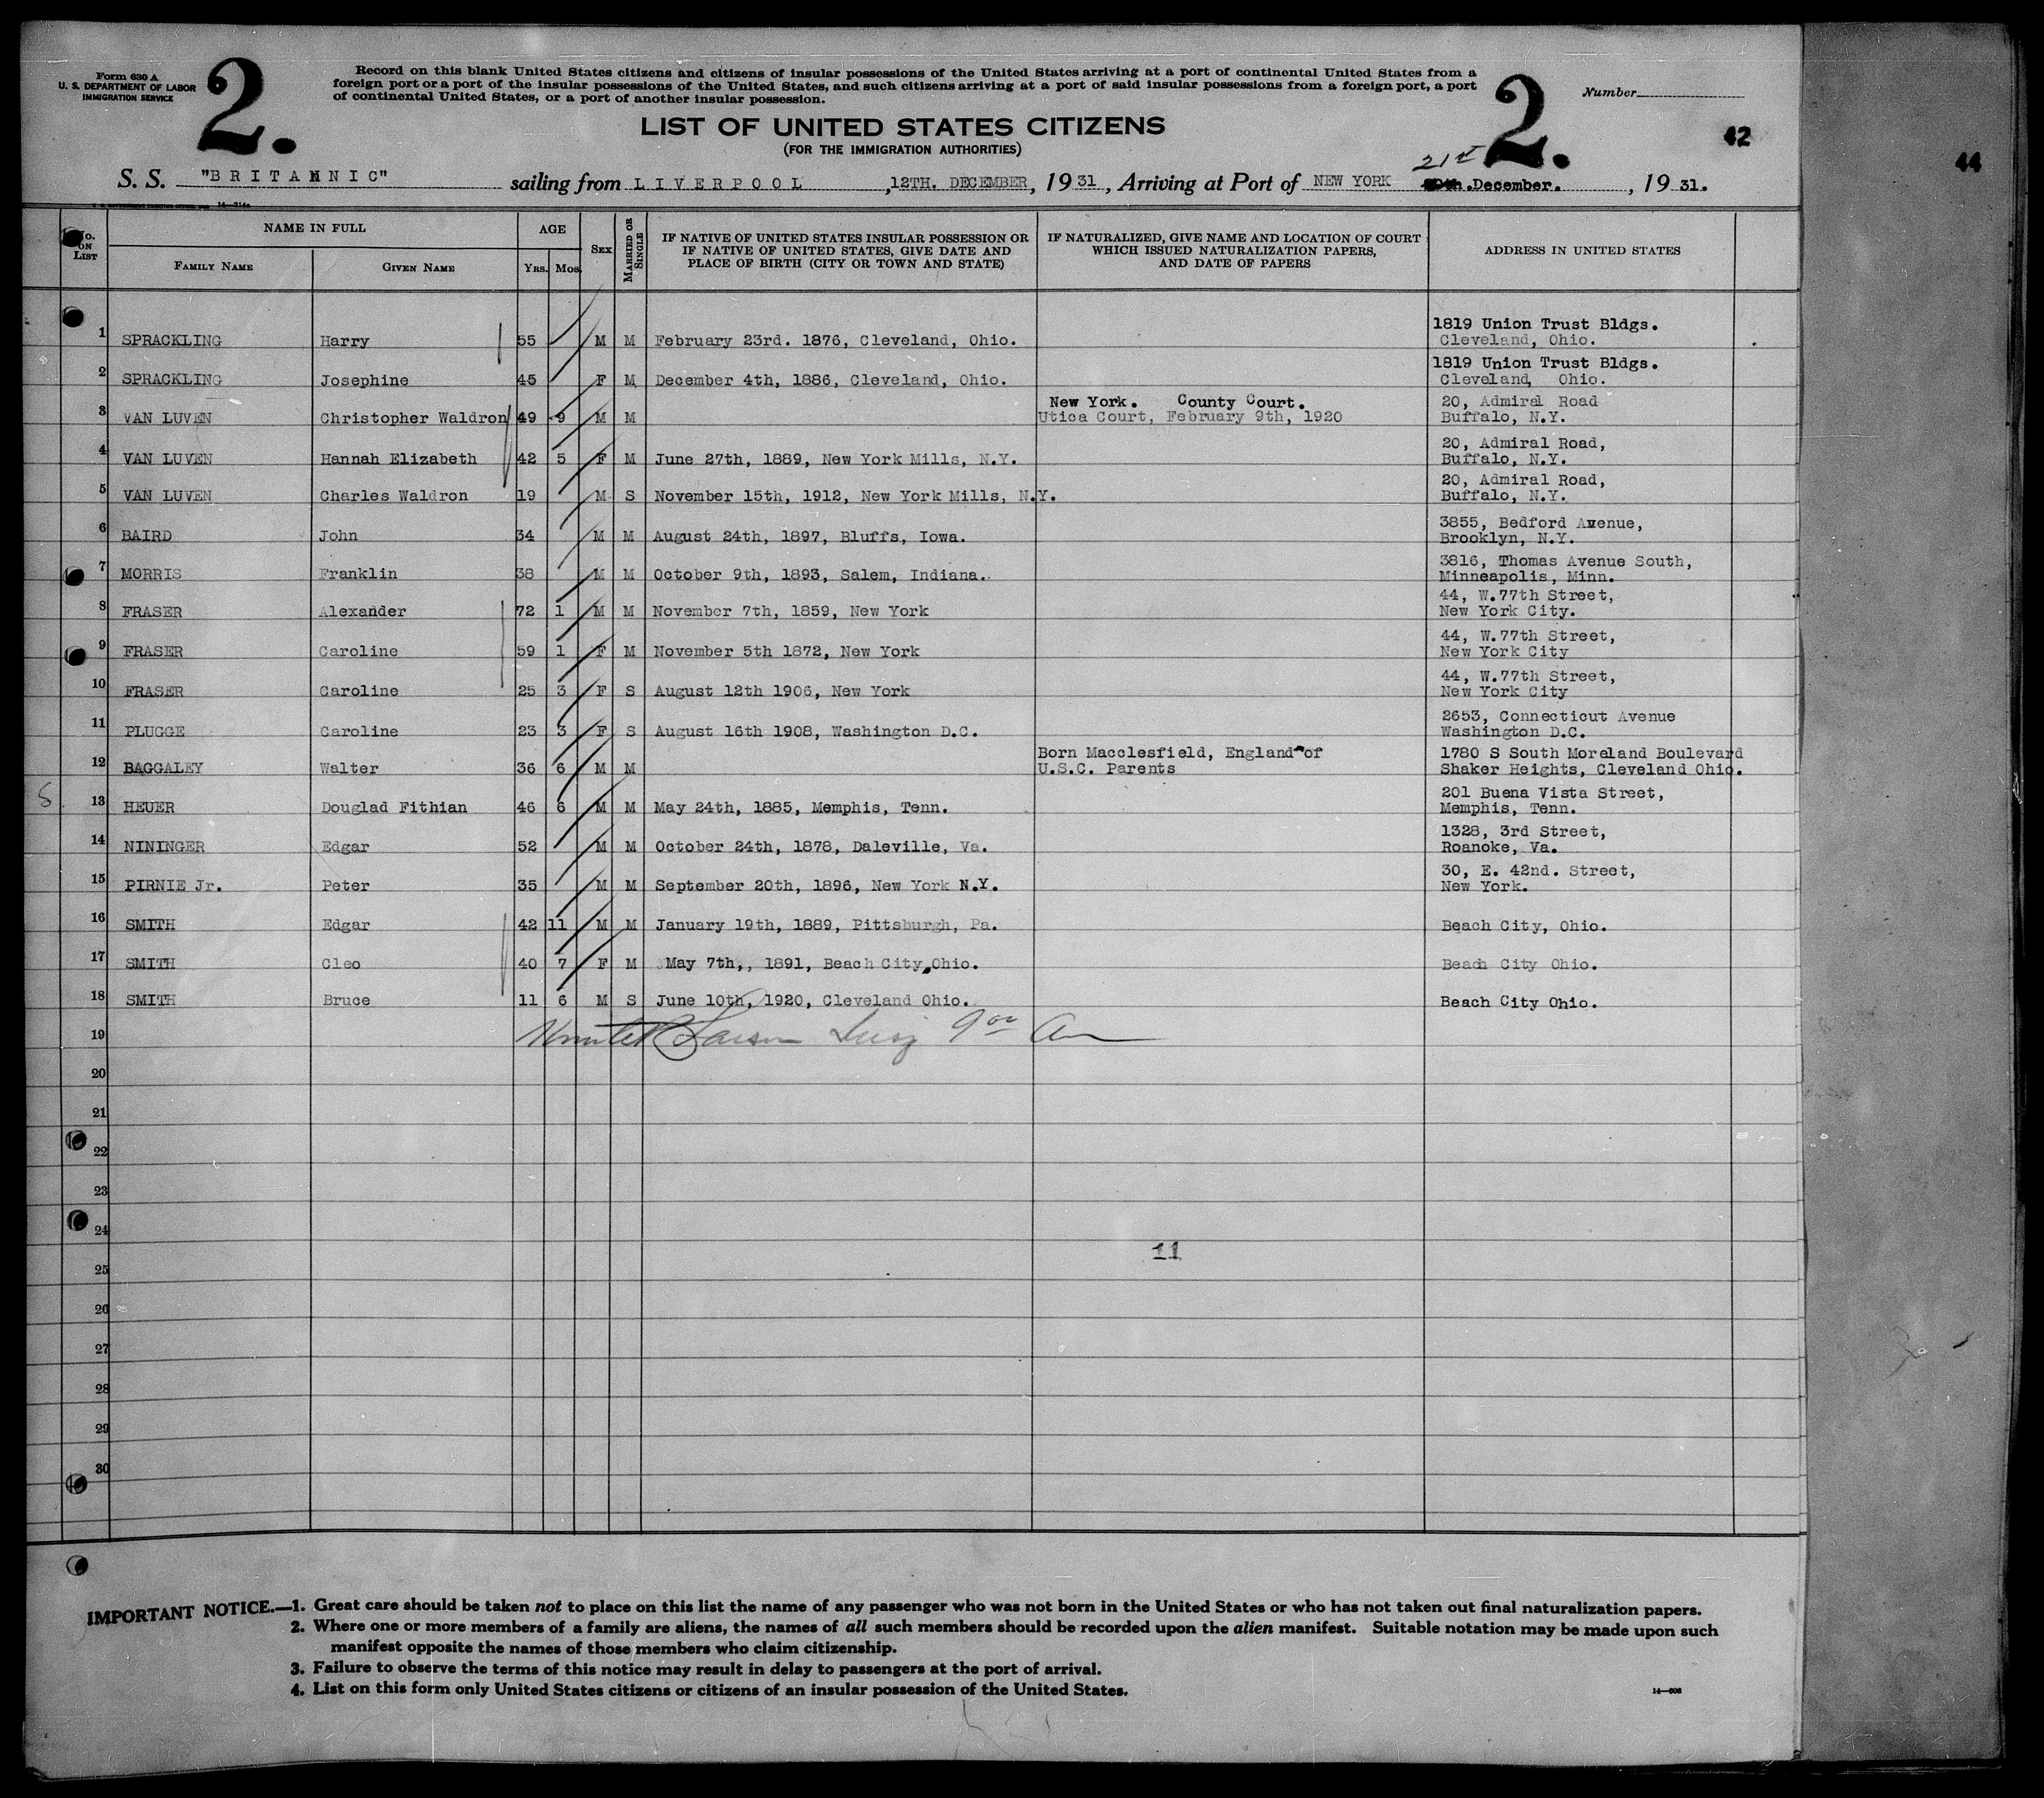 Form 630 A
U. S. DEPARTMENT OF LABOR
IMMIGRATION SERVICE
2.
Record on this blank United States citizens and citizens of insular possessions of the United States arriving at a port of continental United States from a
foreign port or a port of the insular possessions of the United States, and such citizens arriving at a port of said insular possessions from a foreign port, a port
of continental United States, or a port of another insular possession.
2.
Number
LIST OF UNITED STATES CITIZENS
(FOR THE IMMIGRATION AUTHORITIES)
42
44
21st
S. S. "BRITANNIC" sailing from LIVERPOOL, 12TH. DECEMBER, 1931, Arriving at Port of NEW YORK December., 1931.
No. ON LIST NAME IN FULL AGE SEX MARRIED OR SINGLE IF NATIVE OF UNITED STATES INSULAR POSSESSION OR IF NATIVE OF UNITED STATES, GIVE DATE AND PLACE OF BIRTH (CITY OR TOWN AND STATE) IF NATURALIZED, GIVE NAME AND LOCATION OF COURT WHICH ISSUED NATURALIZATION PAPERS, AND DATE OF PAPERS ADDRESS IN UNITED STATES
FAMILY NAME GIVEN NAME YRS. MOS.
1819 Union Trust Bldgs.
1 SPRACKLING Harry 55 M M February 23rd. 1876, Cleveland, Ohio. Cleveland, Ohio.
1819 Union Trust Bldgs.
2 SPRACKLING Josephine 45 F M December 4th, 1886, Cleveland, Ohio. Cleveland, Ohio.
New York. County Court. 20, Admiral Road
3 VAN LUVEN Christopher Waldron 49 9 M M Utica Court, February 9th, 1920 Buffalo, N.Y.
20, Admiral Road,
4 VAN LUVEN Hannah Elizabeth 42 5 F M June 27th, 1889, New York Mills, N.Y. Buffalo, N.Y.
20, Admiral Road,
5 VAN LUVEN Charles Waldron 19 M S November 15th, 1912, New York Mills, N.Y. Buffalo, N.Y.
3855, Bedford Avenue,
6 BAIRD John 34 M M August 24th, 1897, Bluffs, Iowa. Brooklyn, N.Y.
3816, Thomas Avenue South,
7 MORRIS Franklin 38 M M October 9th, 1893, Salem, Indiana. Minneapolis, Minn.
44, W.77th Street,
8 FRASER Alexander 72 1 M M November 7th, 1859, New York New York City.
44, W.77th Street,
9 FRASER Caroline 59 1 F M November 5th 1872, New York New York City
44, W.77th Street,
10 FRASER Caroline 25 3 F S August 12th 1906, New York New York City
2653, Connecticut Avenue
11 PLUGGE Caroline 23 3 F S August 16th 1908, Washington D.C. Washington D.C.
Born Macclesfield, England of 1780 S South Moreland Boulevard
12 BAGGALEY Walter 36 6 M M U.S.C. Parents Shaker Heights, Cleveland Ohio.
201 Buena Vista Street,
S 13 HEUER Douglad Fithian 46 6 M M May 24th, 1885, Memphis, Tenn. Memphis, Tenn.
1328, 3rd Street,
14 NININGER Edgar 52 M M October 24th, 1878, Daleville, Va. Roanoke, Va.
30, E. 42nd. Street,
15 PIRNIE Jr. Peter 35 M M September 20th, 1896, New York N.Y. New York.
16 SMITH Edgar 42 11 M M January 19th, 1889, Pittsburgh, Pa. Beach City, Ohio.
17 SMITH Cleo 40 7 F M May 7th,, 1891, Beach City, Ohio. Beach City Ohio.
18 SMITH Bruce 11 6 M S June 10th, 1920, Cleveland Ohio. Beach City Ohio.
19
20
21
22
23
24
11
25
26
27
28
29
30
IMPORTANT NOTICE.—1. Great care should be taken not to place on this list the name of any passenger who was not born in the United States or who has not taken out final naturalization papers.
2. Where one or more members of a family are aliens, the names of all such members should be recorded upon the alien manifest. Suitable notation may be made upon such
manifest opposite the names of those members who claim citizenship.
3. Failure to observe the terms of this notice may result in delay to passengers at the port of arrival.
4. List on this form only United States citizens or citizens of an insular possession of the United States.